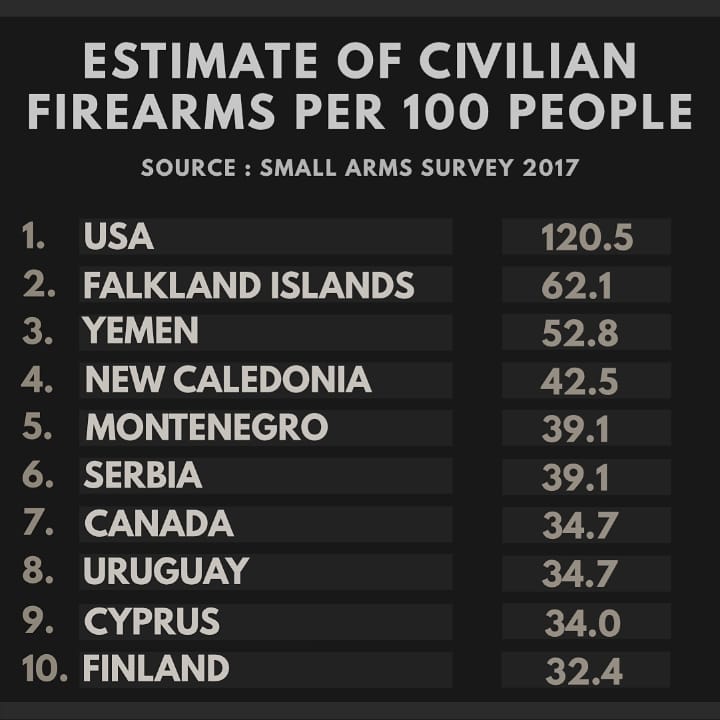 ESTIMATE OF CIVILIAN
FIREARMS PER 100 PEOPLE
SOURCE : SMALL ARMS SURVEY 2017
1. USA 120.5
2. FALKLAND ISLANDS 62.1
3. YEMEN 52.8
4. NEW CALEDONIA 42.5
5. MONTENEGRO 39.1
6. SERBIA 39.1
7. CANADA 34.7
8. URUGUAY 34.7
9. CYPRUS 34.0
10. FINLAND 32.4